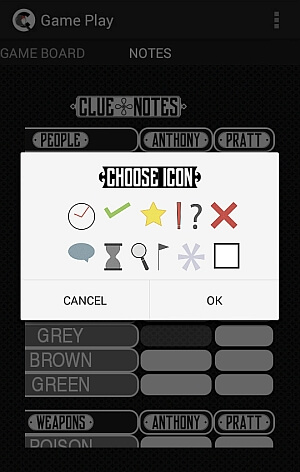 Game Play
GAME BOARD NOTES
CLUE NOTES
PEOPLE ANTHONY PRATT
CHOOSE ICON
! ?
CANCEL OK
GREY
BROWN
GREEN
WEAPONS ANTHONY PRATT
POISON